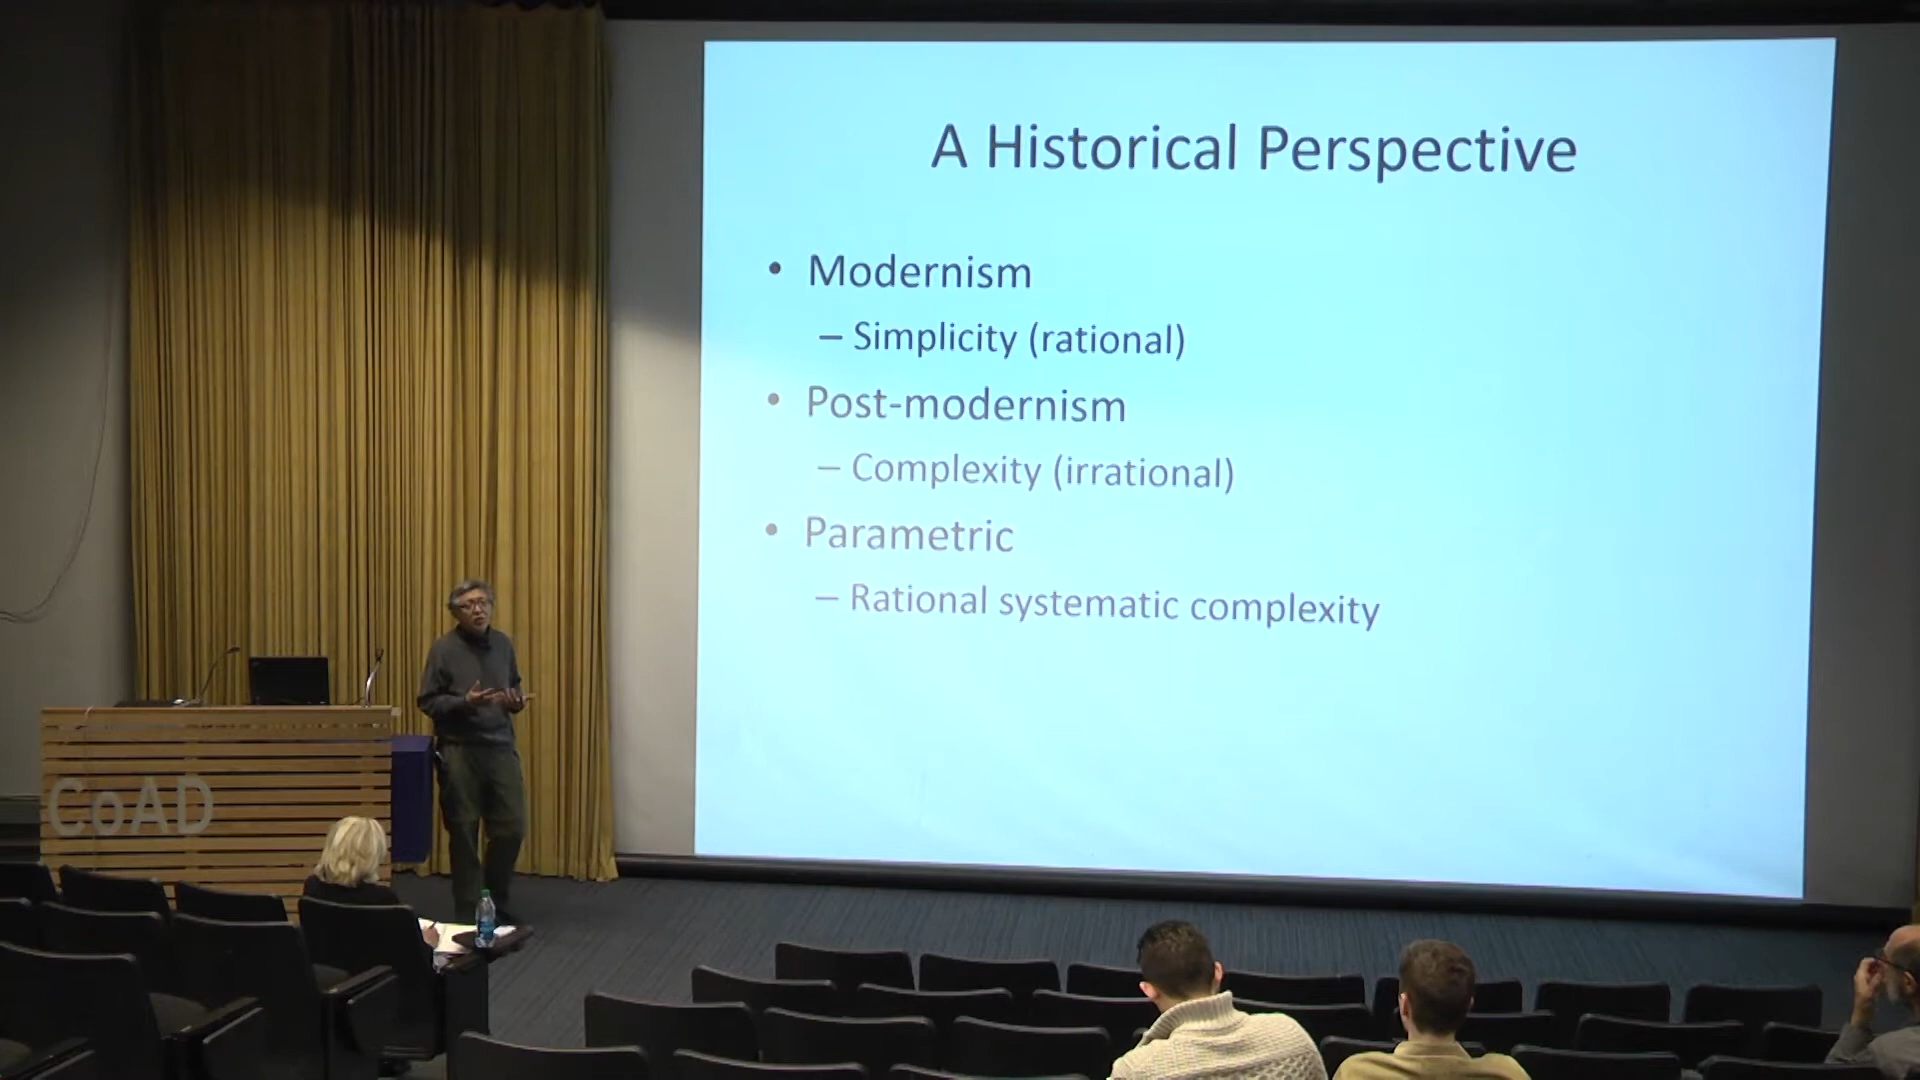 A Historical Perspective
• Modernism
– Simplicity (rational)
• Post-modernism
– Complexity (irrational)
• Parametric
– Rational systematic complexity
CoAD